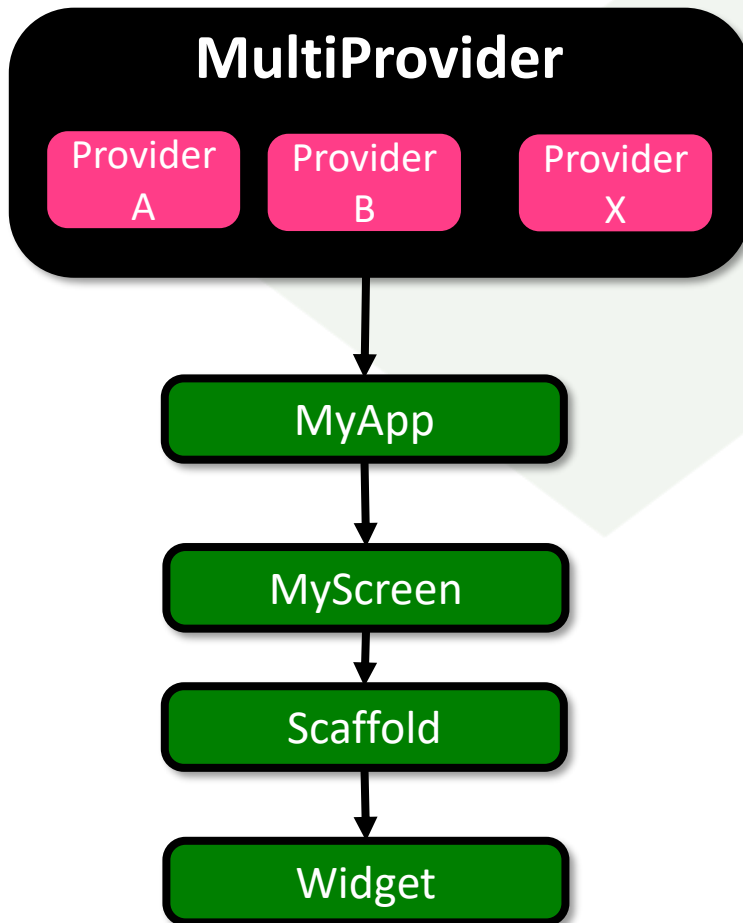 MultiProvider
Provider
A
Provider
B
Provider
X
MyApp
MyScreen
Scaffold
Widget